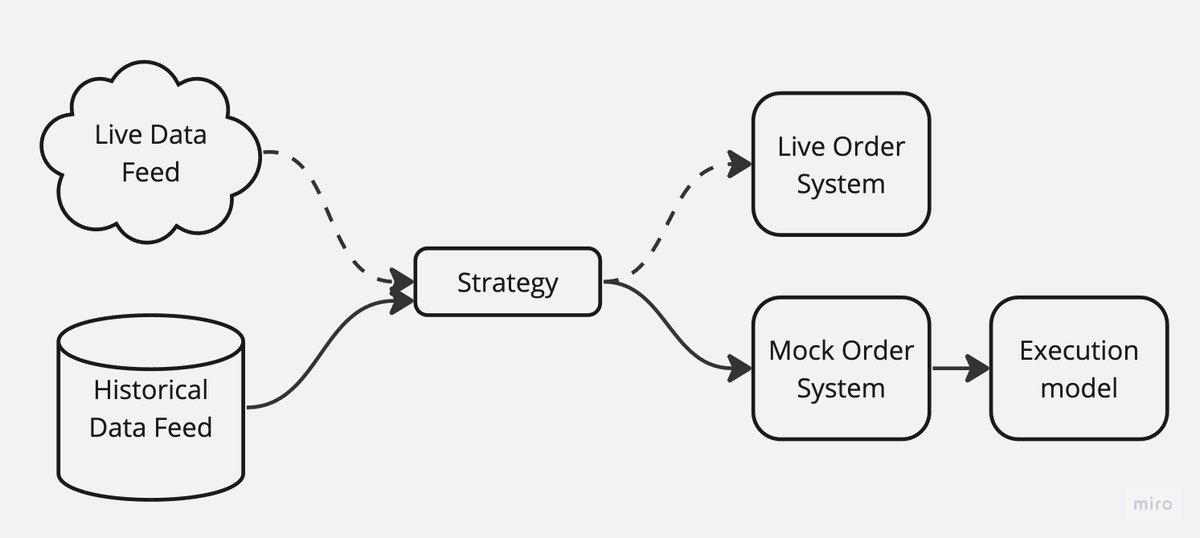 Live Data
Feed
Historical
Data Feed
Strategy
Live Order
System
Mock Order
System
Execution
model
miro